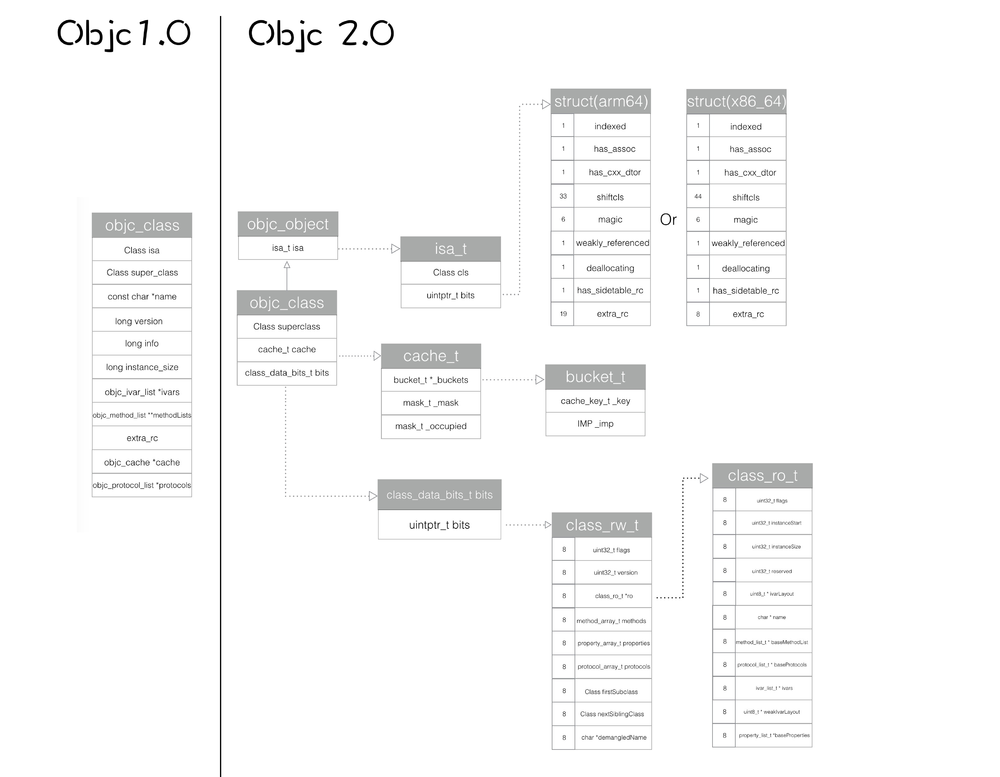 Objc1.0
Objc 2.0
objc_class
Class isa
Class super_class
const char *name
long version
long info
long instance_size
objc_ivar_list *ivars
objc_method_list **methodLists
extra_rc
objc_cache *cache
objc_protocol_list *protocols
objc_object
isa_t isa
objc_class
Class superclass
cache_t cache
class_data_bits_t bits
isa_t
Class cls
uintptr_t bits
struct(arm64)
1 indexed
1 has_assoc
1 has_cxx_dtor
33 shiftcls
6 magic
1 weakly_referenced
1 deallocating
1 has_sidetable_rc
19 extra_rc
Or
struct(x86_64)
1 indexed
1 has_assoc
1 has_cxx_dtor
44 shiftcls
6 magic
1 weakly_referenced
1 deallocating
1 has_sidetable_rc
8 extra_rc
cache_t
bucket_t *_buckets
mask_t _mask
mask_t _occupied
bucket_t
cache_key_t _key
IMP _imp
class_data_bits_t bits
uintptr_t bits
class_rw_t
8 uint32_t flags
8 uint32_t version
8 class_ro_t *ro
8 method_array_t methods
8 property_array_t properties
8 protocol_array_t protocols
8 Class firstSubclass
8 Class nextSiblingClass
8 char *demangledName
class_ro_t
8 uint32_t flags
8 uint32_t instanceStart
8 uint32_t instanceSize
8 uint32_t reserved
8 uint8_t * ivarLayout
8 char * name
8 method_list_t * baseMethodList
8 protocol_list_t * baseProtocols
8 ivar_list_t * ivars
8 uint8_t * weakIvarLayout
8 property_list_t *baseProperties